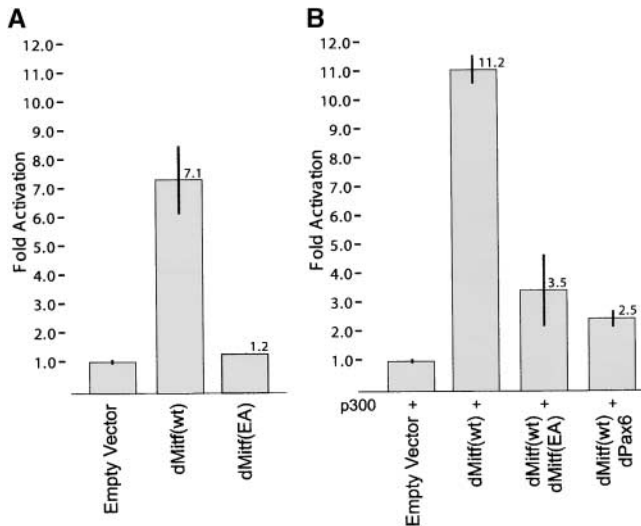 A
12.0
11.0
10.0
9.0
8.0
7.0
6.0
5.0
4.0
3.0
2.0
1.0
Fold Activation
7.1
1.2
Empty Vector
dMitf(wt)
dMitf(EA)
B
12.0
11.0
10.0
9.0
8.0
7.0
6.0
5.0
4.0
3.0
2.0
1.0
Fold Activation
11.2
3.5
2.5
p300
Empty Vector +
dMitf(wt) +
dMitf(wt) +
dMitf(EA)
dMitf(wt) +
dPax6